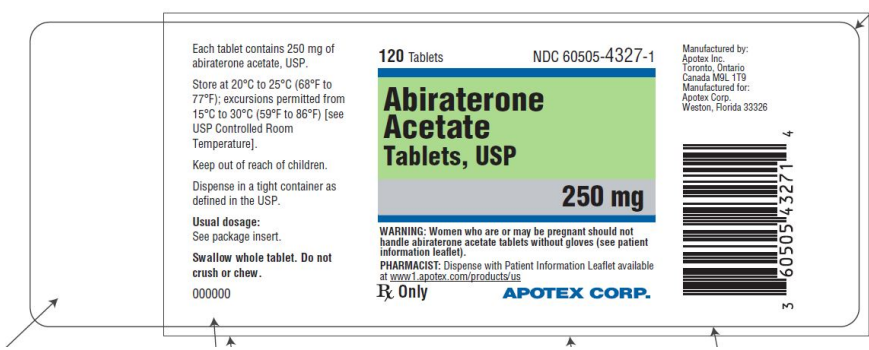 Each tablet contains 250 mg of
abiraterone acetate, USP.
Store at 20°C to 25°C (68°F to
77°F); excursions permitted from
15°C to 30°C (59°F to 86°F) [see
USP Controlled Room
Temperature].
Keep out of reach of children.
Dispense in a tight container as
defined in the USP.
Usual dosage:
See package insert.
Swallow whole tablet. Do not
crush or chew.
000000
120 Tablets NDC 60505-4327-1
Abiraterone
Acetate
Tablets, USP
250 mg
WARNING: Women who are or may be pregnant should not
handle abiraterone acetate tablets without gloves (see patient
information leaflet).
PHARMACIST: Dispense with Patient Information Leaflet available
at www1.apotex.com/products/us
℞ Only APOTEX CORP.
Manufactured by:
Apotex Inc.
Toronto, Ontario
Canada M9L 1T9
Manufactured for:
Apotex Corp.
Weston, Florida 33326
3 60505 43271 4